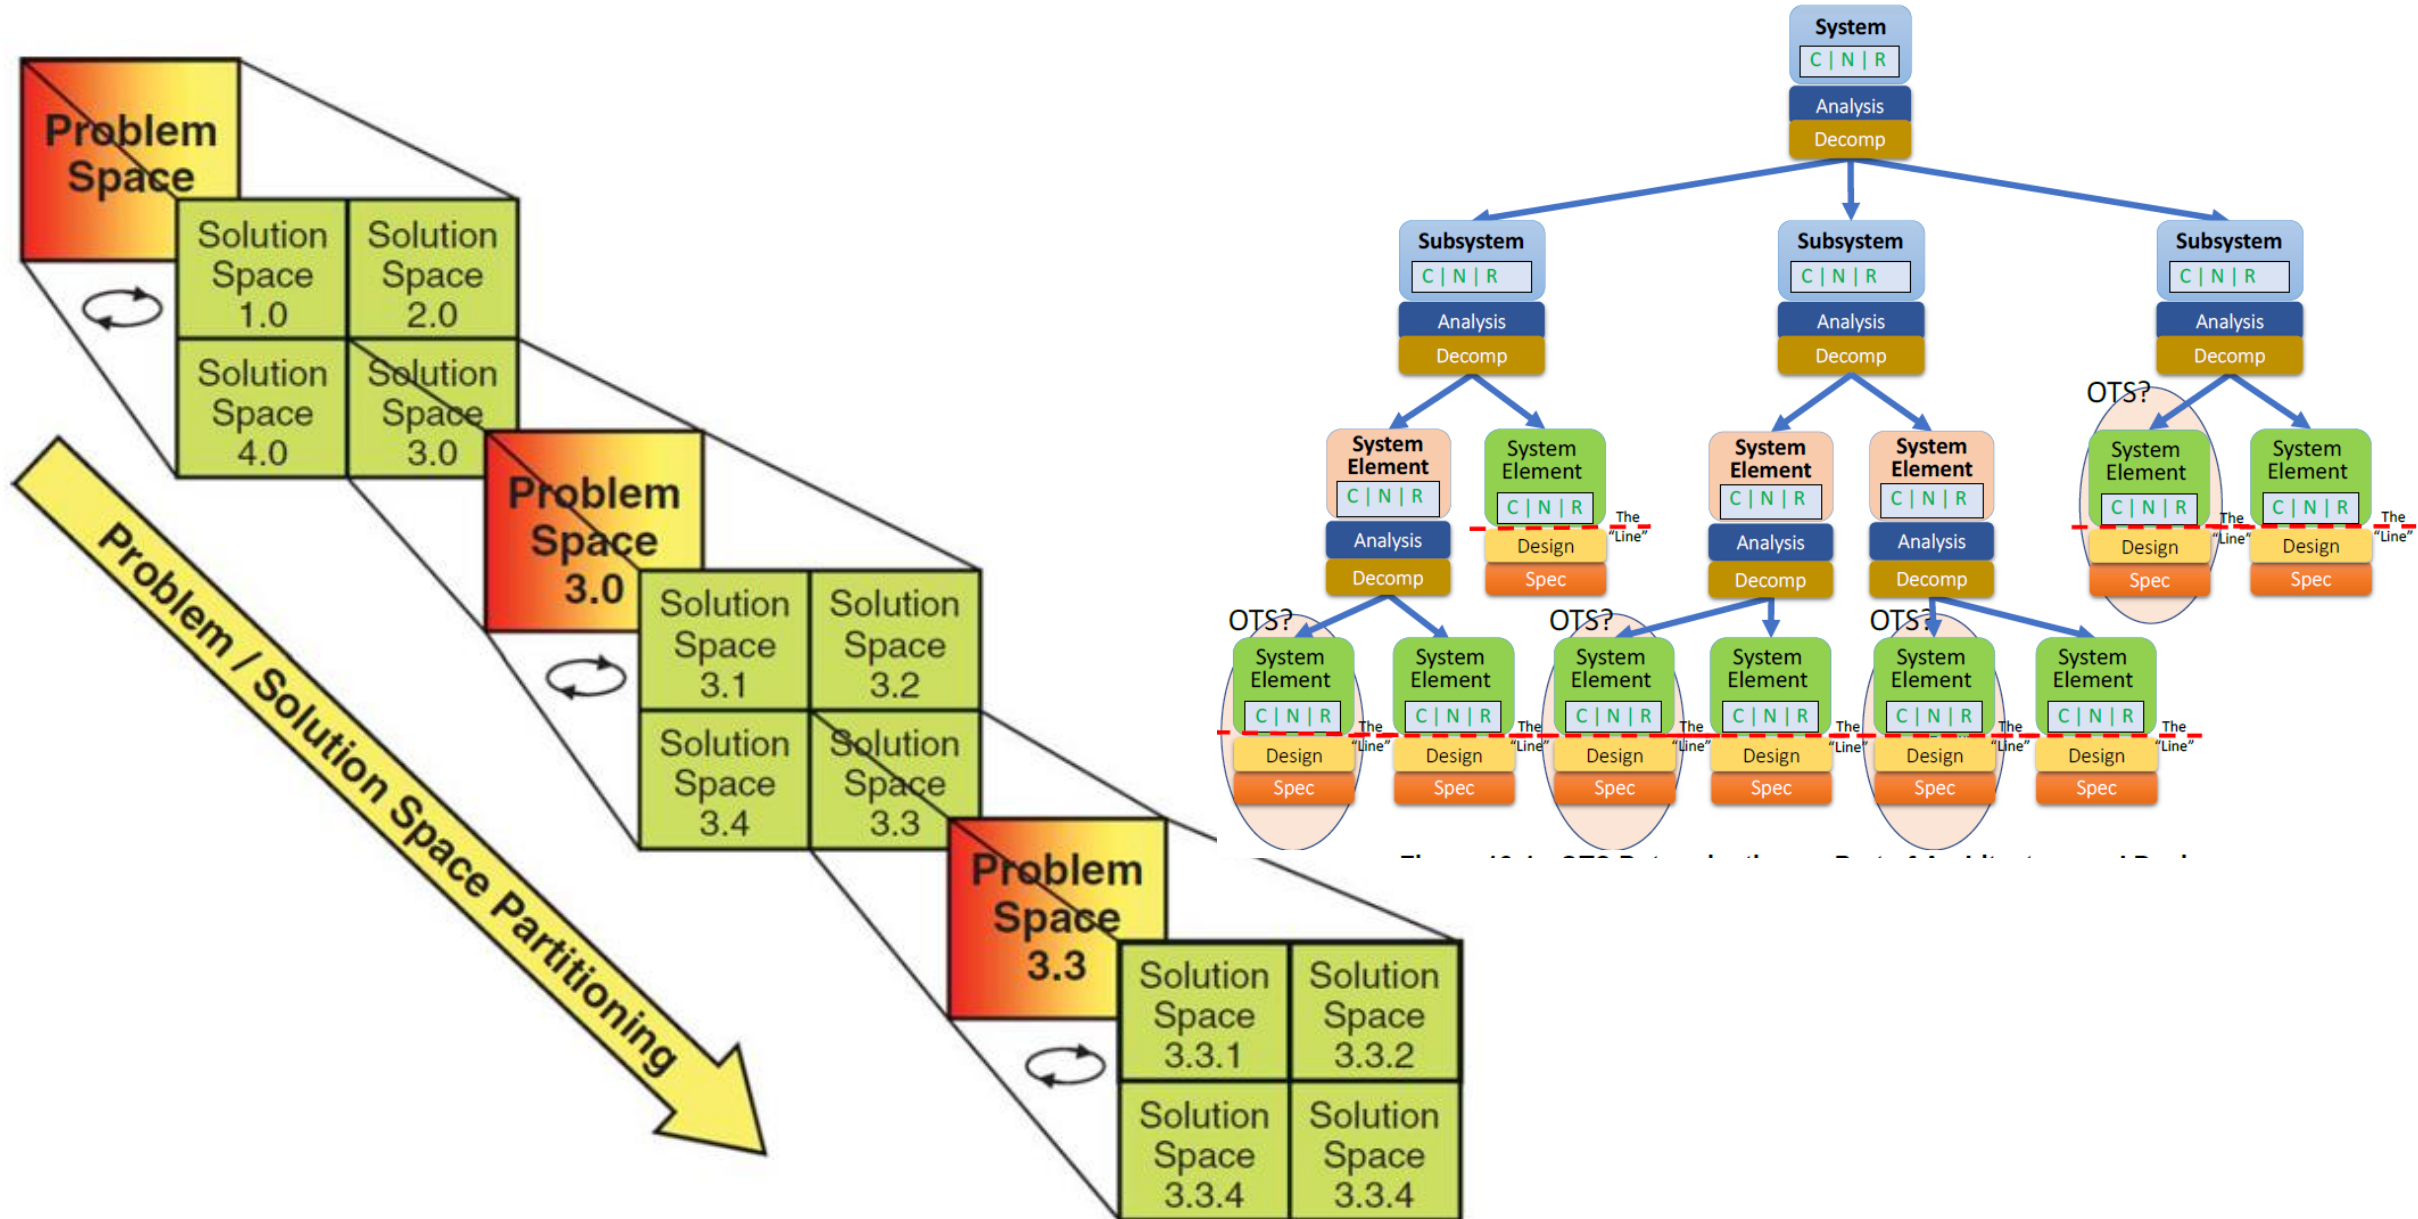 Problem
Space
Solution
Space
1.0
Solution
Space
2.0
Solution
Space
4.0
Solution
Space
3.0
Problem
Space
3.0
Solution
Space
3.1
Solution
Space
3.2
Solution
Space
3.4
Solution
Space
3.3
Problem
Space
3.3
Solution
Space
3.3.1
Solution
Space
3.3.2
Solution
Space
3.3.4
Solution
Space
3.3.4
Problem / Solution Space Partitioning
System
C | N | R
Analysis
Decomp
Subsystem
C | N | R
Analysis
Decomp
Subsystem
C | N | R
Analysis
Decomp
Subsystem
C | N | R
Analysis
Decomp
System
Element
C | N | R
Analysis
Decomp
System
Element
C | N | R
The
"Line"
Design
Spec
System
Element
C | N | R
Analysis
Decomp
System
Element
C | N | R
Analysis
Decomp
OTS?
System
Element
C | N | R
The
"Line"
Design
Spec
System
Element
C | N | R
The
"Line"
Design
Spec
OTS?
System
Element
C | N | R
The
"Line"
Design
Spec
System
Element
C | N | R
The
"Line"
Design
Spec
OTS?
System
Element
C | N | R
The
"Line"
Design
Spec
System
Element
C | N | R
The
"Line"
Design
Spec
OTS?
System
Element
C | N | R
The
"Line"
Design
Spec
System
Element
C | N | R
The
"Line"
Design
Spec